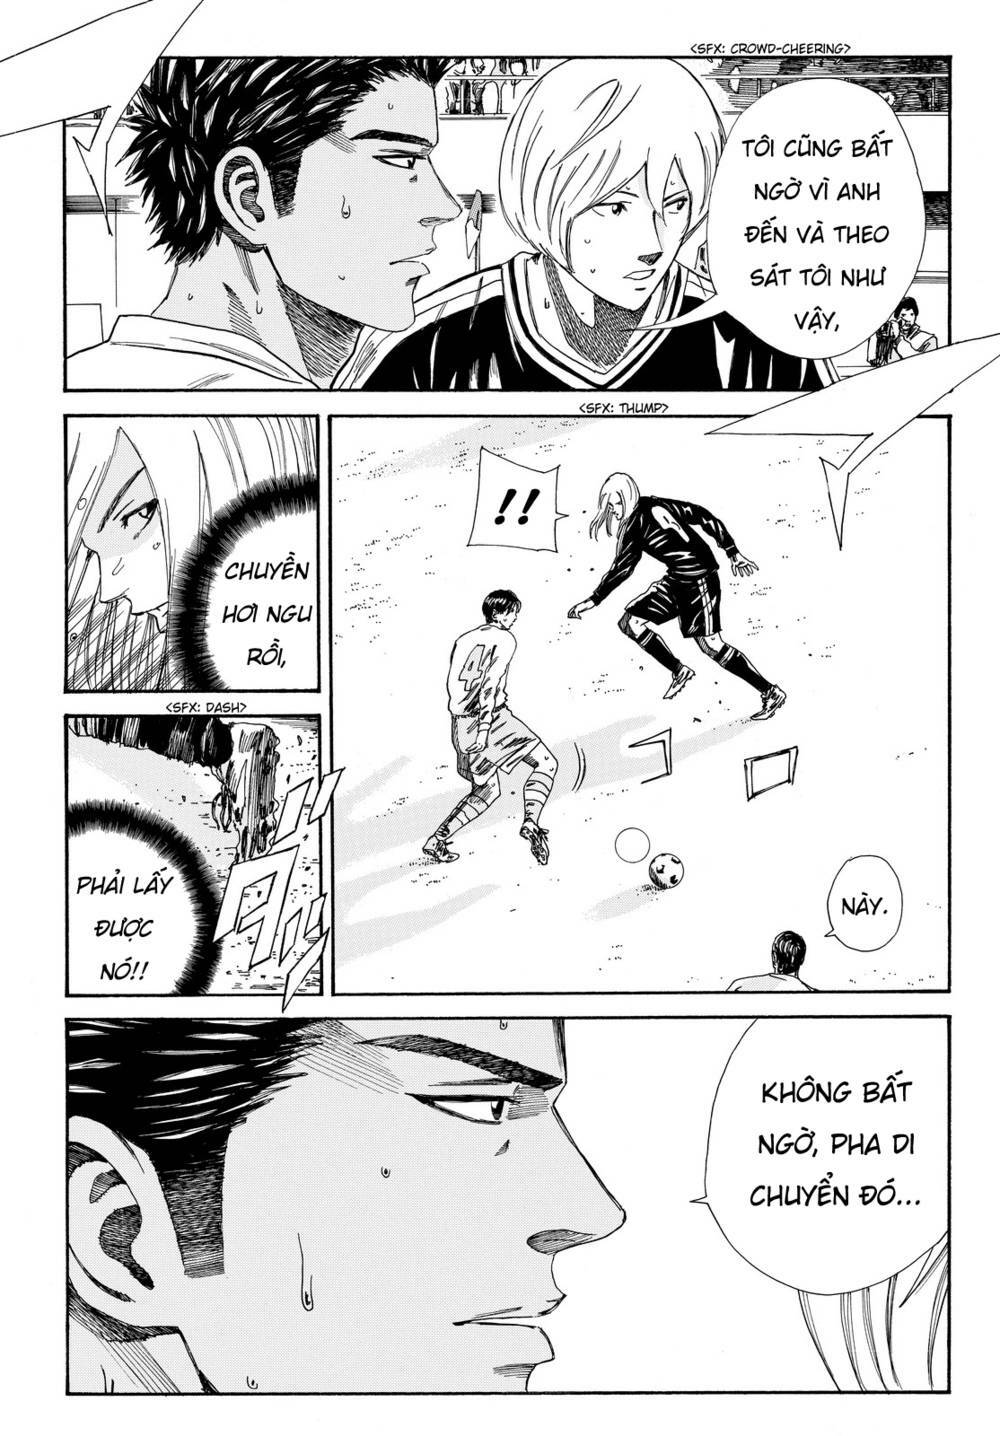 <SFX: CROWD-CHEERING>
TÔI CŨNG BẤT
NGỜ VÌ ANH
ĐẾN VÀ THEO
SÁT TÔI NHƯ
VẬY,
<SFX: THUMP>
!!
4
CHUYỀN
HƠI NGU
RỒI,
<SFX: DASH>
PHẢI LẤY
ĐƯỢC
NÓ!!
NÀY.
KHÔNG BẤT
NGỜ, PHA DI
CHUYỂN ĐÓ...